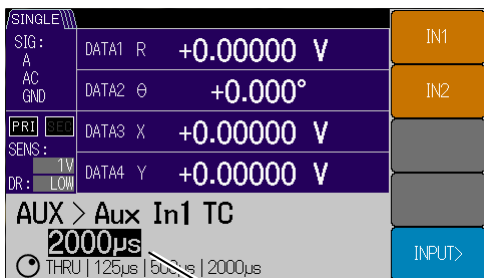 SINGLE
SIG:
A
AC
GND
DATA1 R +0.00000 V
DATA2 θ +0.000°
PRI SEC
SENS:
1V
DR: LOW
DATA3 X +0.00000 V
DATA4 Y +0.00000 V
AUX > Aux In1 TC
2000µs
THRU | 125µs | 500µs | 2000µs
IN1
IN2
INPUT>